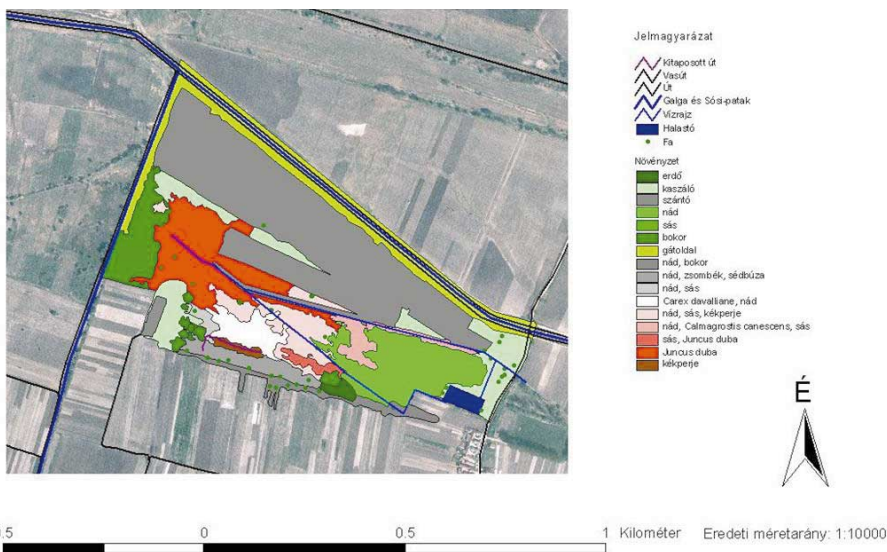 Jelmagyarázat
Kitaposott út
Vasút
Út
Galga és Sósi-patak
Vízrajz
Halastó
Fa
Növényzet
erdő
kaszáló
szántó
nád
sás
bokor
gátoldal
nád, bokor
nád, zsombék, sédbúza
nád, sás
Carex davalliane, nád
nád, sás, kékperje
nád, Calmagrostis canescens, sás
sás, Juncus duba
Juncus duba
kékperje
É
.5 0 0.5 1 Kilométer Eredeti méretarány: 1:10000